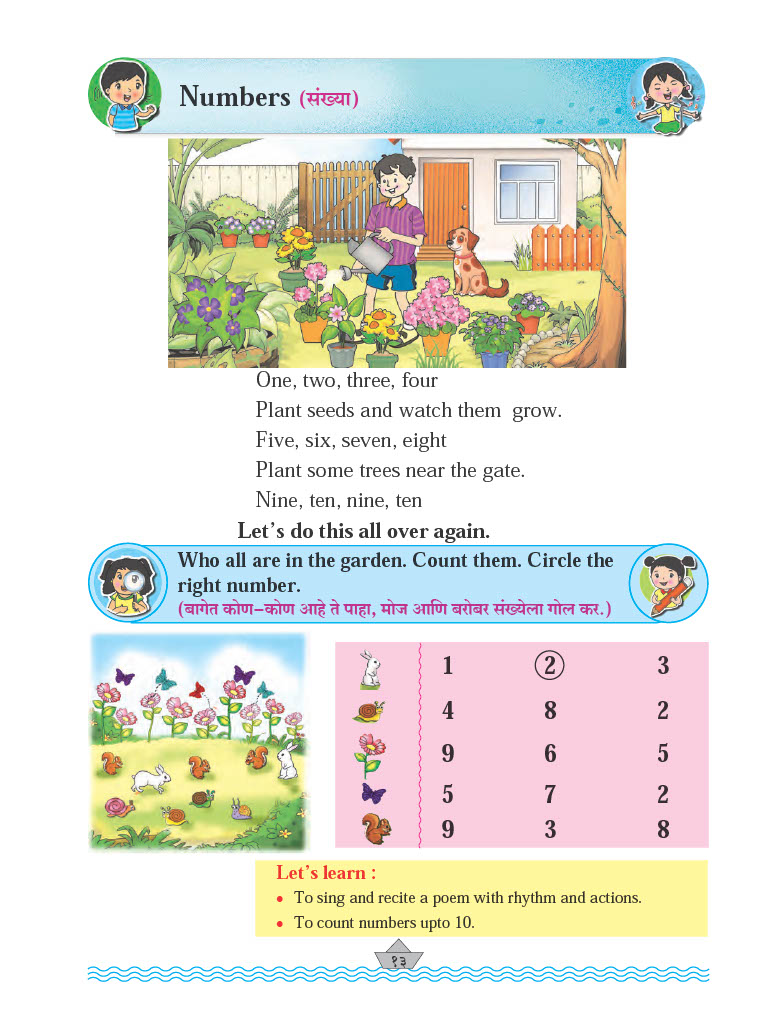 Numbers (संख्या)
One, two, three, four
Plant seeds and watch them grow.
Five, six, seven, eight
Plant some trees near the gate.
Nine, ten, nine, ten
Let's do this all over again.
Who all are in the garden. Count them. Circle the
right number.
(बागेत कोण-कोण आहे ते पाहा, मोज आणि बरोबर संख्येला गोल कर.)
1 2 3
4 8 2
9 6 5
5 7 2
9 3 8
Let's learn :
• To sing and recite a poem with rhythm and actions.
• To count numbers upto 10.
१३